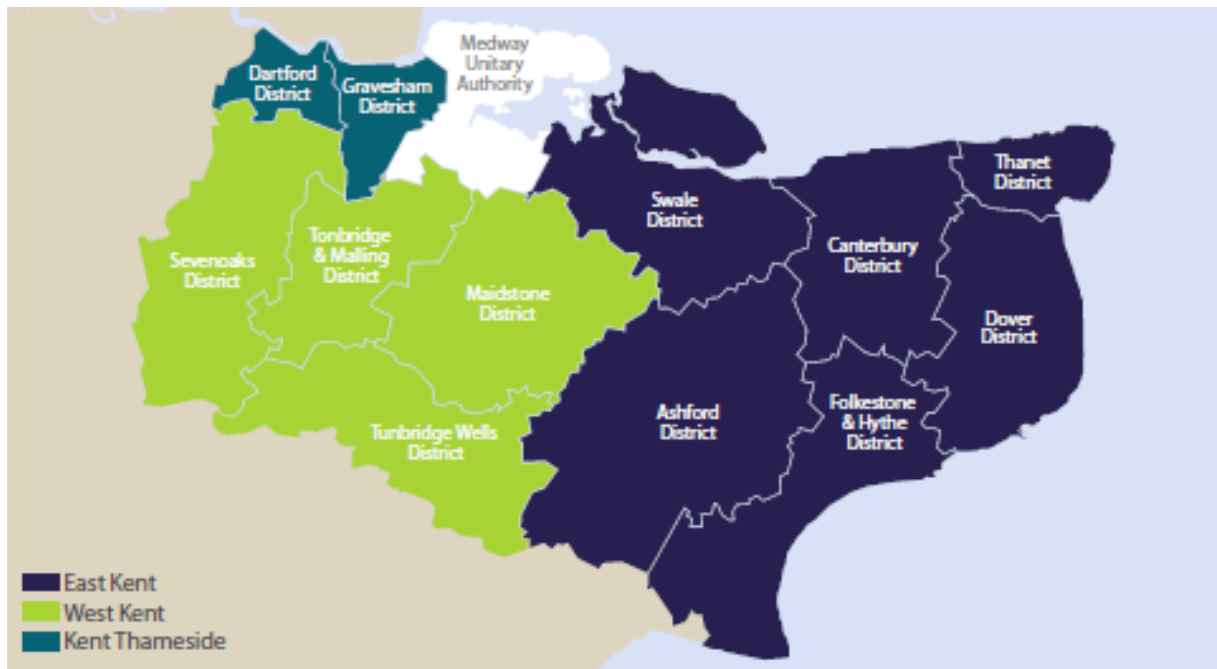 Medway
Unitary
Authority
Dartford
District
Gravesham
District
Thanet
District
Swale
District
Canterbury
District
Tonbridge
& Malling
District
Sevenoaks
District
Maidstone
District
Dover
District
Ashford
District
Folkestone
& Hythe
District
Tunbridge Wells
District
East Kent
West Kent
Kent Thameside